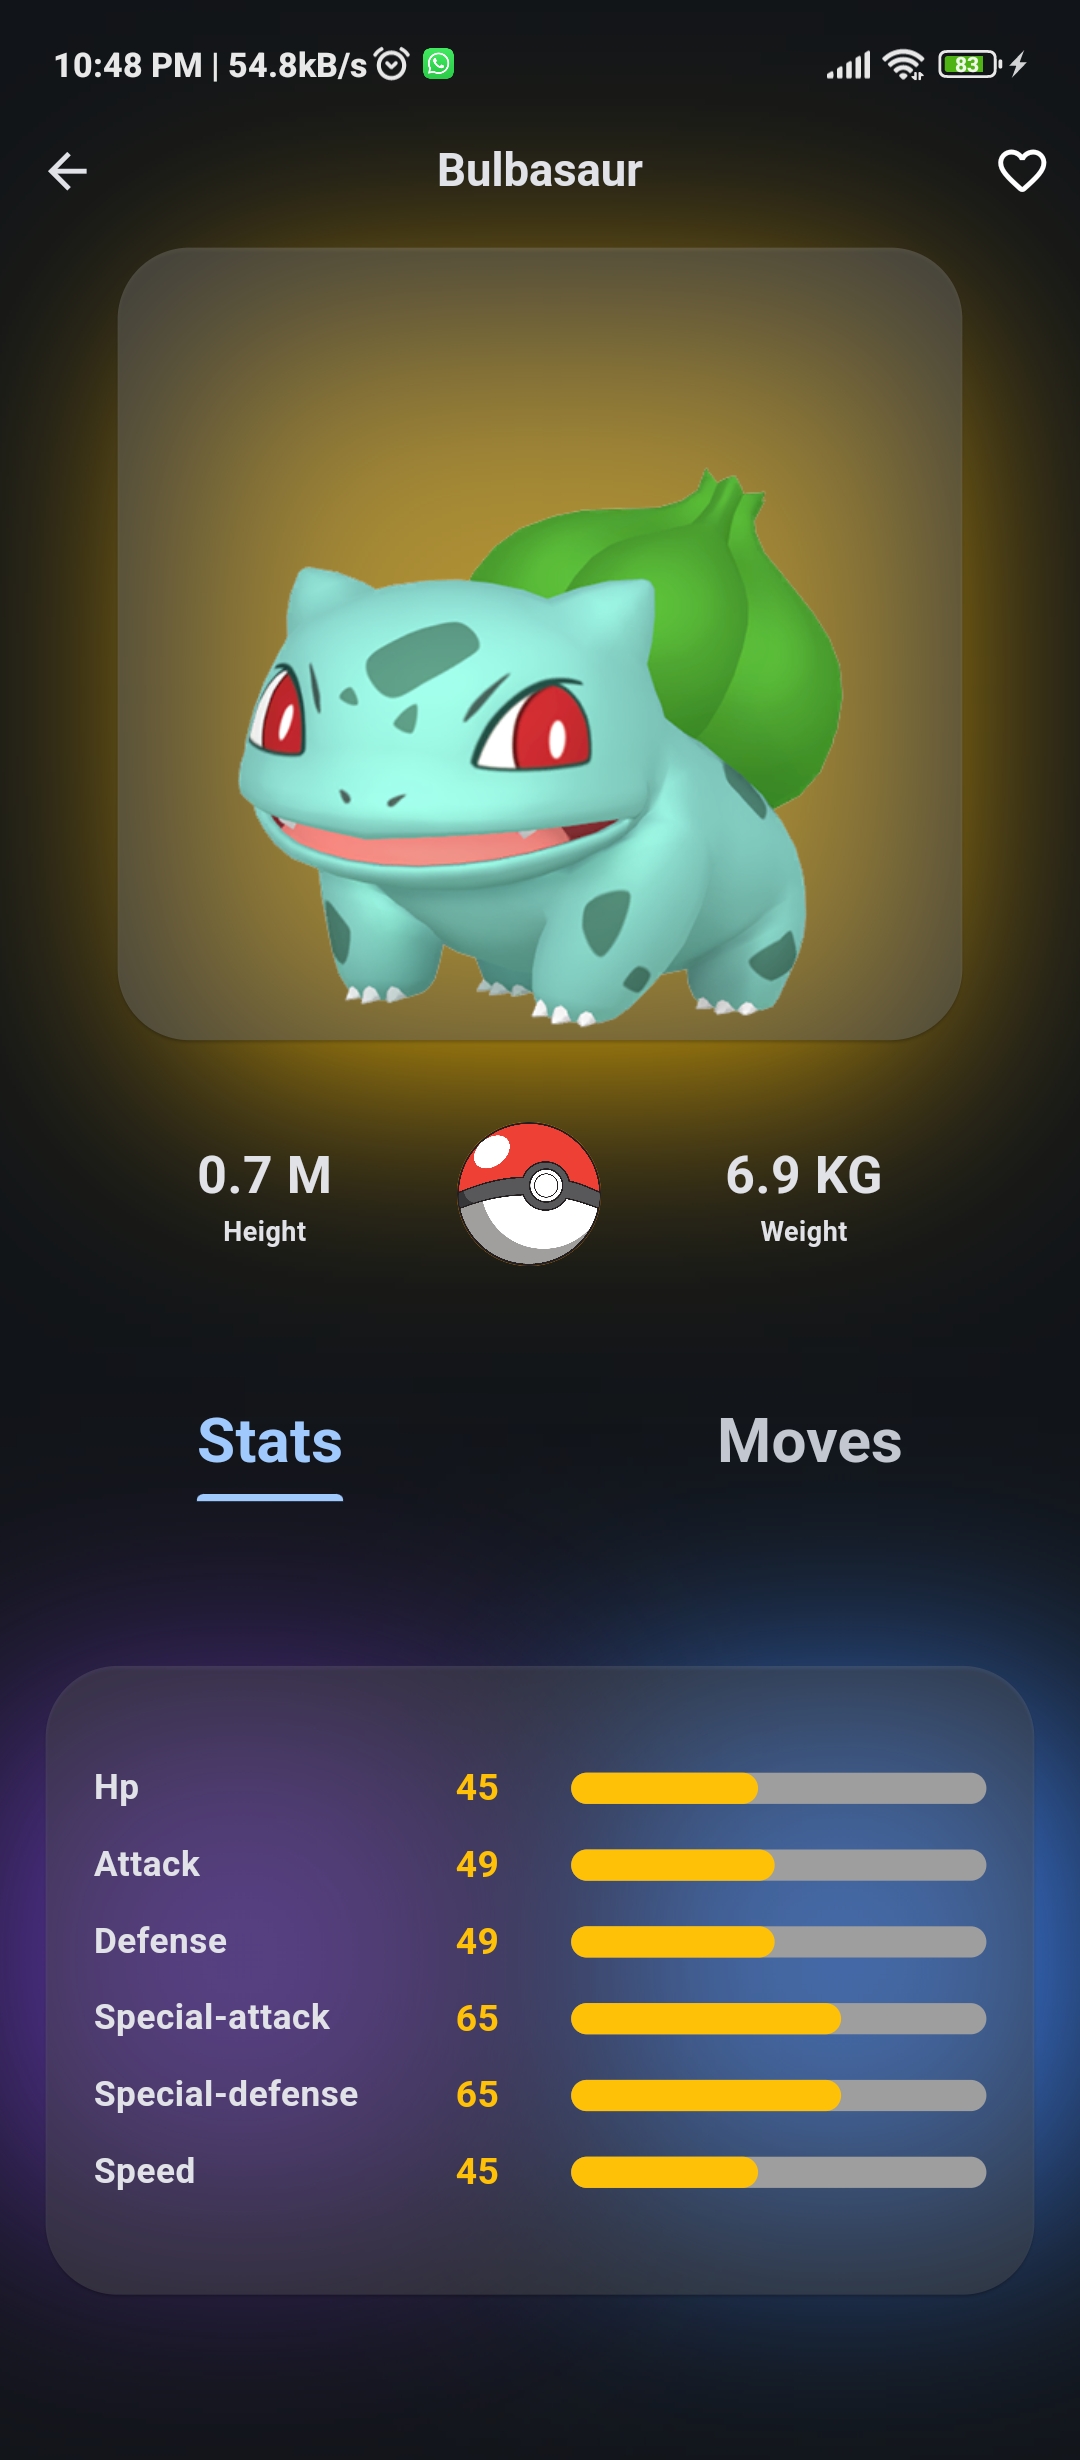 10:48 PM | 54.8kB/s
83
Bulbasaur
0.7 M
6.9 KG
Height
Weight
Stats
Moves
Hp 45
Attack 49
Defense 49
Special-attack 65
Special-defense 65
Speed 45